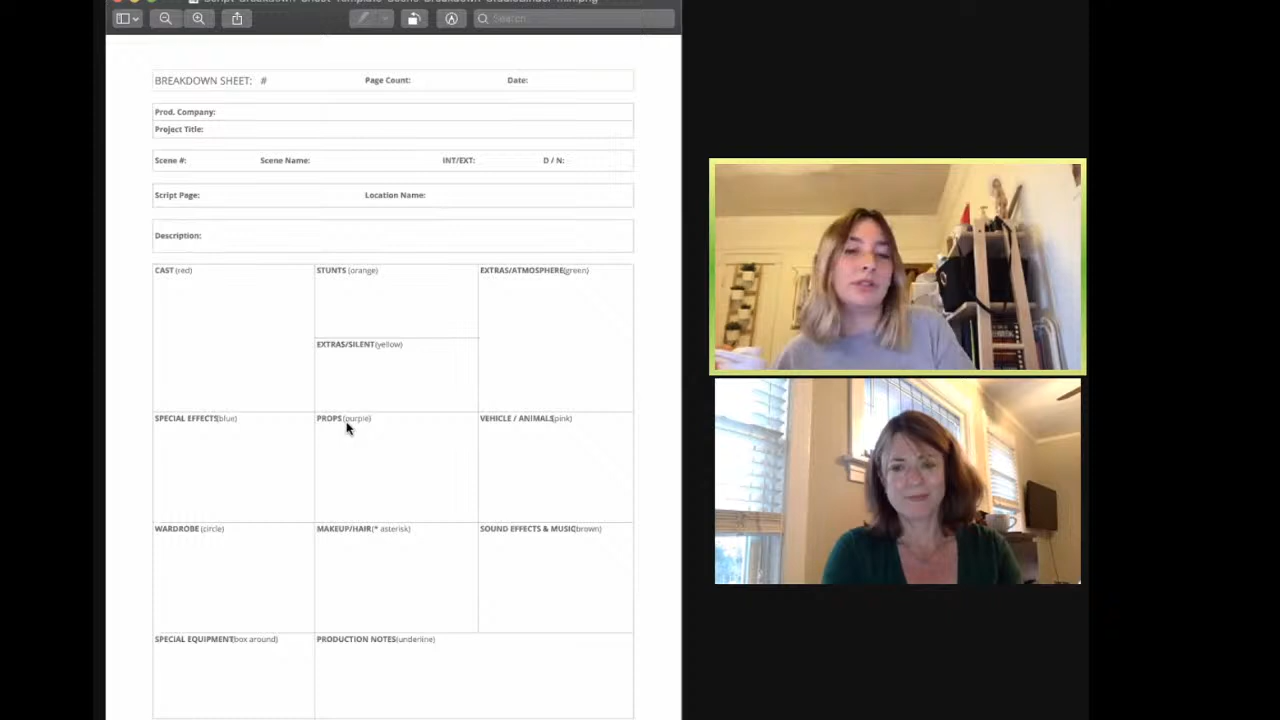 Search
BREAKDOWN SHEET: # Page Count: Date:
Prod. Company:
Project Title:
Scene #: Scene Name: INT/EXT: D / N:
Script Page: Location Name:
Description:
CAST (red) STUNTS (orange) EXTRAS/ATMOSPHERE(green)
EXTRAS/SILENT (yellow)
SPECIAL EFFECTS(blue) PROPS (purple) VEHICLE / ANIMALS(pink)
WARDROBE (circle) MAKEUP/HAIR(* asterisk) SOUND EFFECTS & MUSIC(brown)
SPECIAL EQUIPMENT(box around) PRODUCTION NOTES(underline)